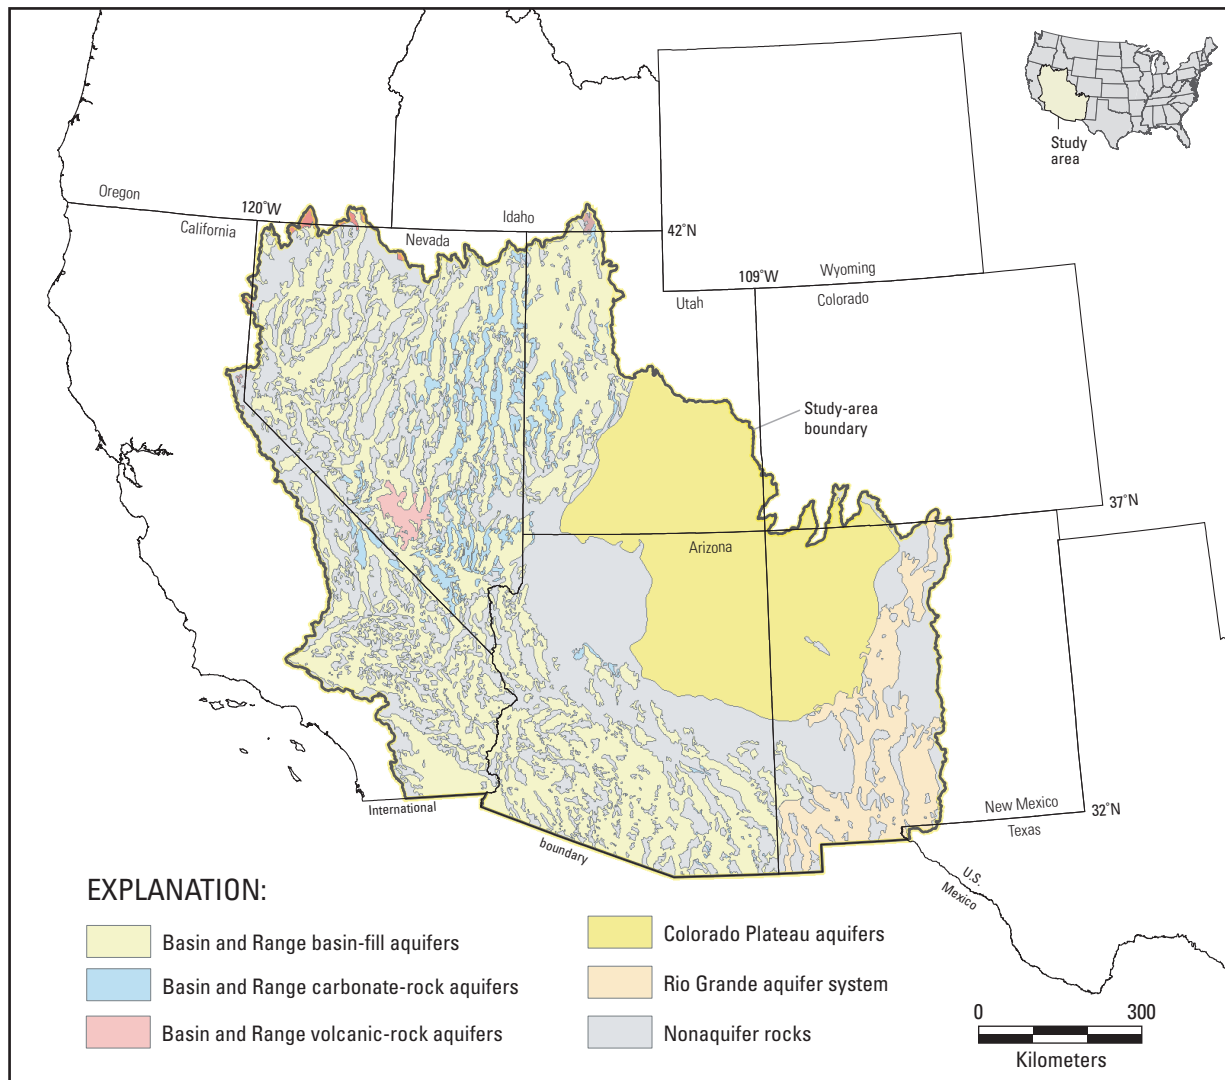 Study
area
Oregon
120°W
California
Nevada
Idaho
42°N
109°W
Wyoming
Utah
Colorado
Study-area
boundary
37°N
Arizona
New Mexico
32°N
Texas
International
boundary
U.S.
Mexico
EXPLANATION:
Basin and Range basin-fill aquifers
Basin and Range carbonate-rock aquifers
Basin and Range volcanic-rock aquifers
Colorado Plateau aquifers
Rio Grande aquifer system
Nonaquifer rocks
0 300
Kilometers